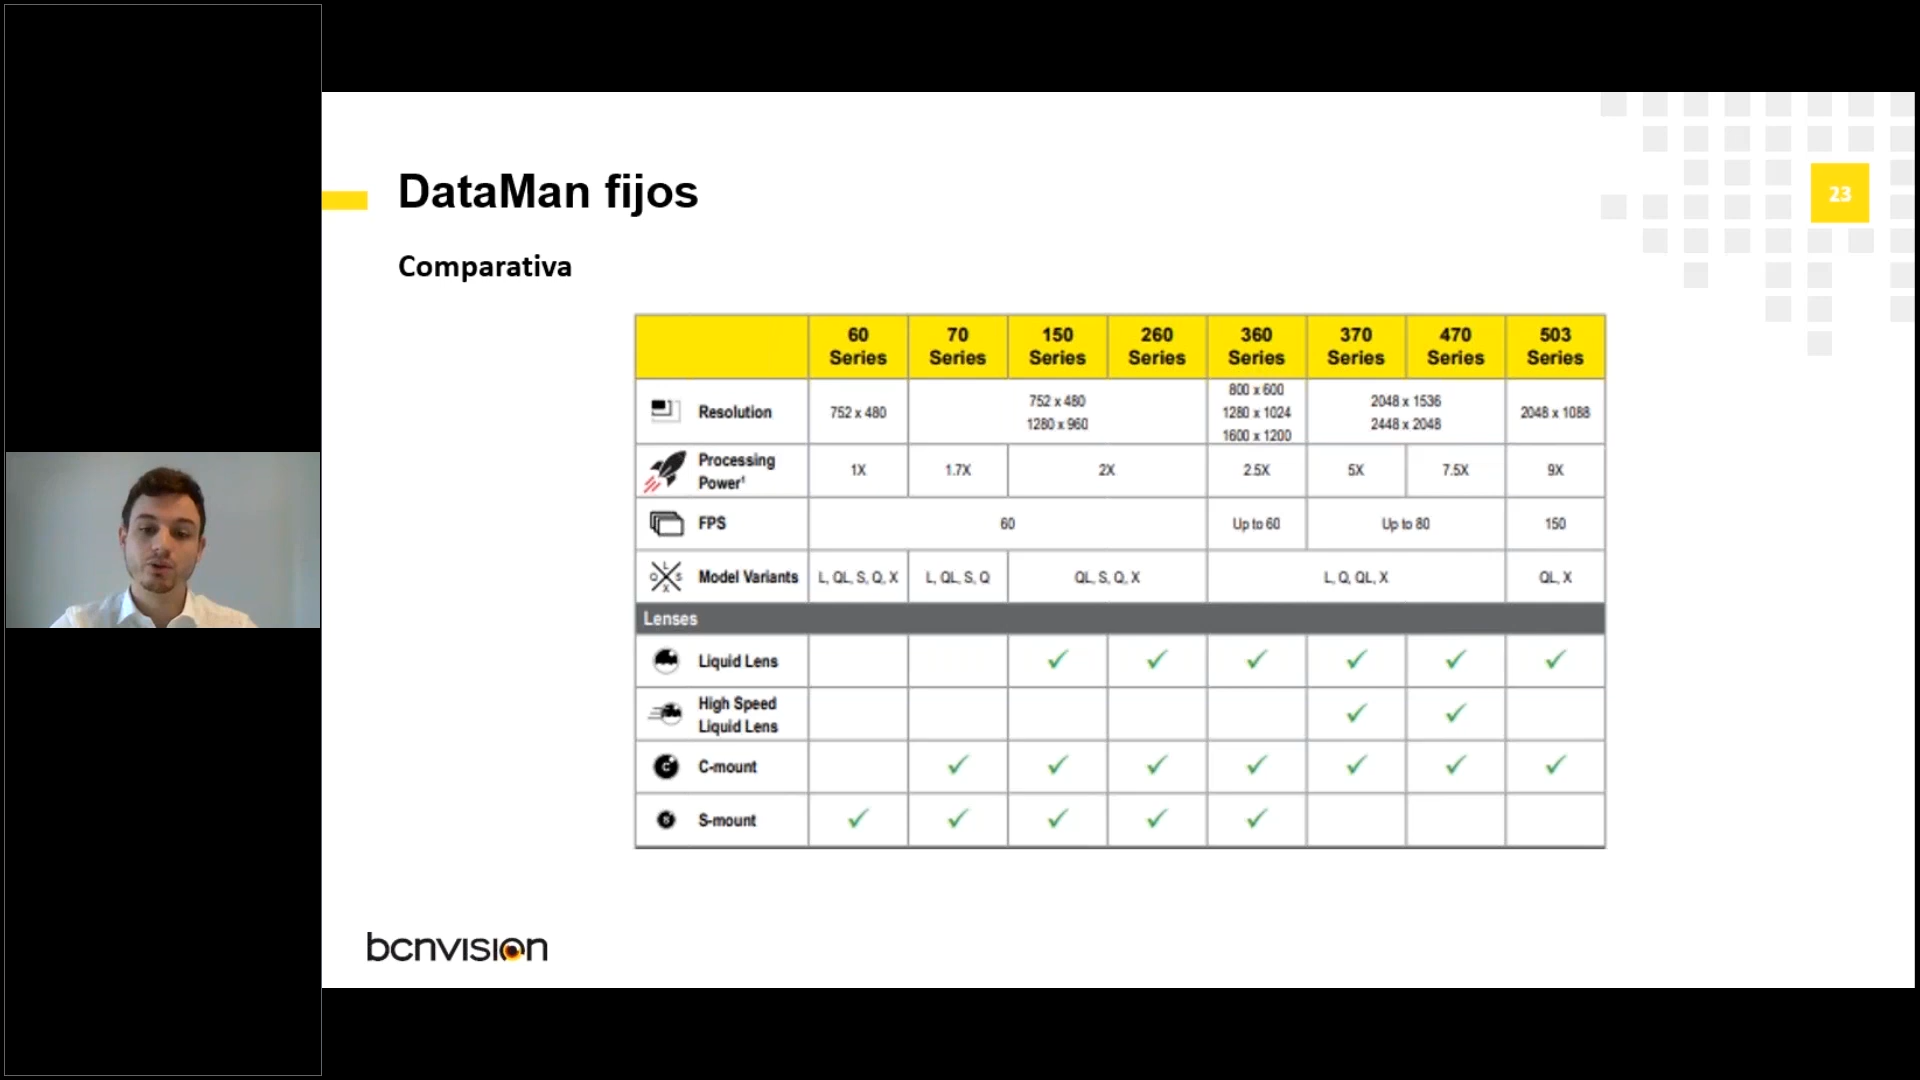 DataMan fijos
23
Comparativa
60 Series
70 Series
150 Series
260 Series
360 Series
370 Series
470 Series
503 Series
Resolution
752 x 480
752 x 480
1280 x 960
800 x 600
1280 x 1024
1600 x 1200
2048 x 1536
2448 x 2048
2048 x 1088
Processing Power¹
1X
1.7X
2X
2.5X
5X
7.5X
9X
FPS
60
Up to 60
Up to 80
150
Model Variants
L, QL, S, Q, X
L, QL, S, Q
QL, S, Q, X
L, Q, QL, X
QL, X
Lenses
Liquid Lens
High Speed
Liquid Lens
C-mount
S-mount
bcnvision